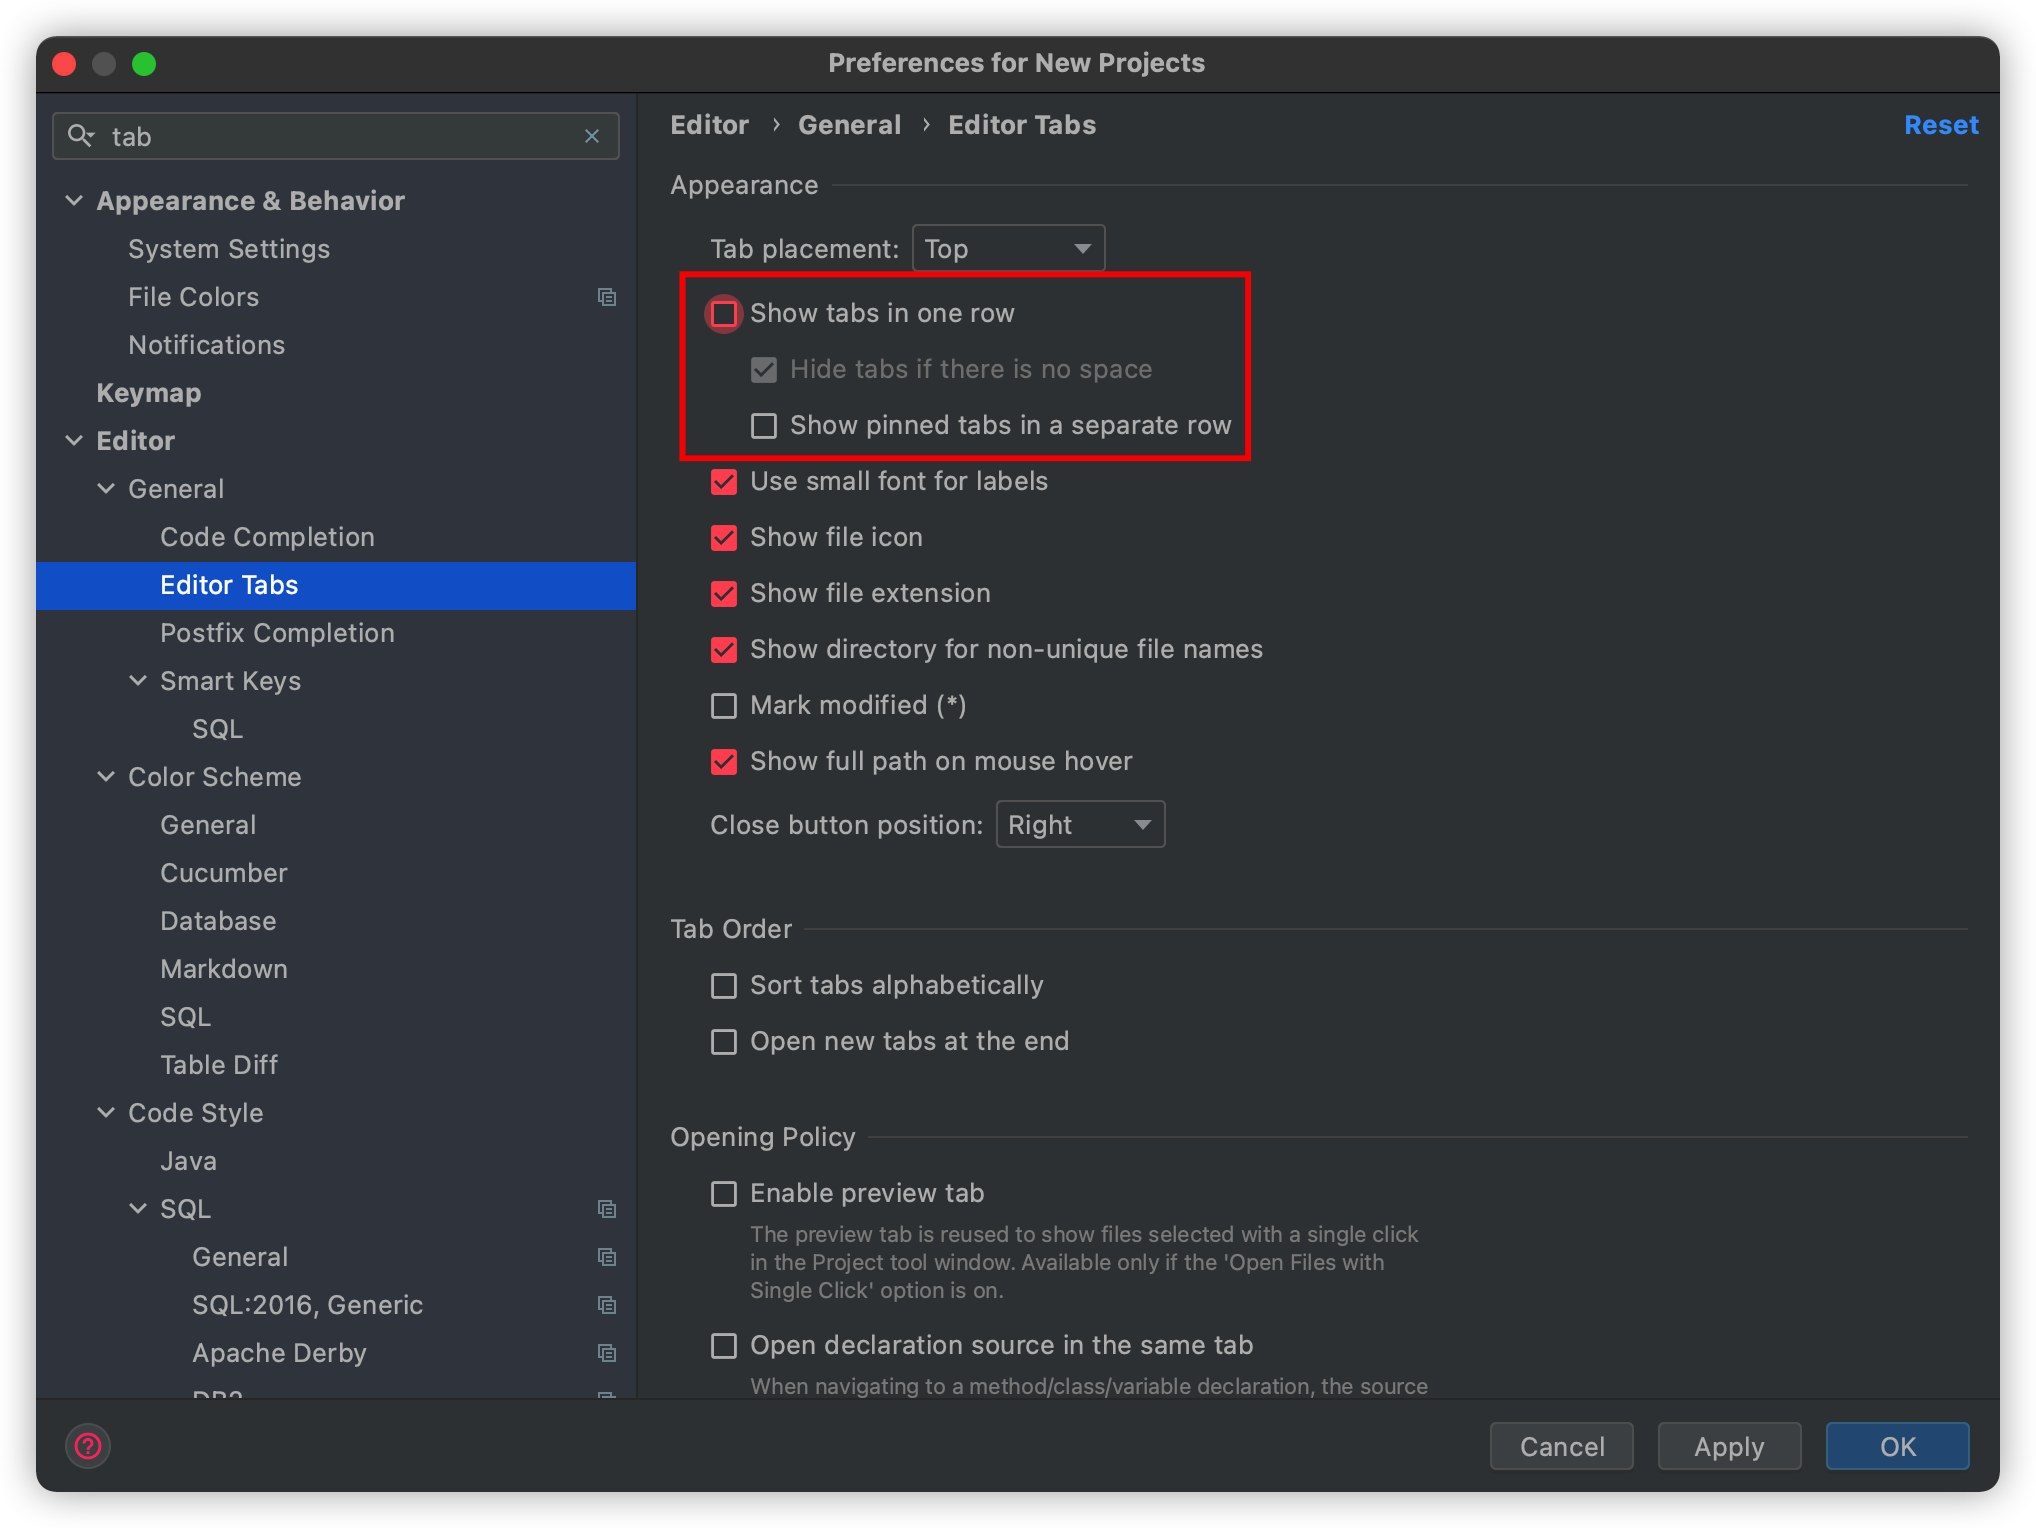 Preferences for New Projects
tab
Appearance & Behavior
System Settings
File Colors
Notifications
Keymap
Editor
General
Code Completion
Editor Tabs
Postfix Completion
Smart Keys
SQL
Color Scheme
General
Cucumber
Database
Markdown
SQL
Table Diff
Code Style
Java
SQL
General
SQL:2016, Generic
Apache Derby
DB2
Editor › General › Editor Tabs
Reset
Appearance
Tab placement: Top
Show tabs in one row
Hide tabs if there is no space
Show pinned tabs in a separate row
Use small font for labels
Show file icon
Show file extension
Show directory for non-unique file names
Mark modified (*)
Show full path on mouse hover
Close button position: Right
Tab Order
Sort tabs alphabetically
Open new tabs at the end
Opening Policy
Enable preview tab
The preview tab is reused to show files selected with a single click
in the Project tool window. Available only if the 'Open Files with
Single Click' option is on.
Open declaration source in the same tab
When navigating to a method/class/variable declaration, the source
?
Cancel
Apply
OK